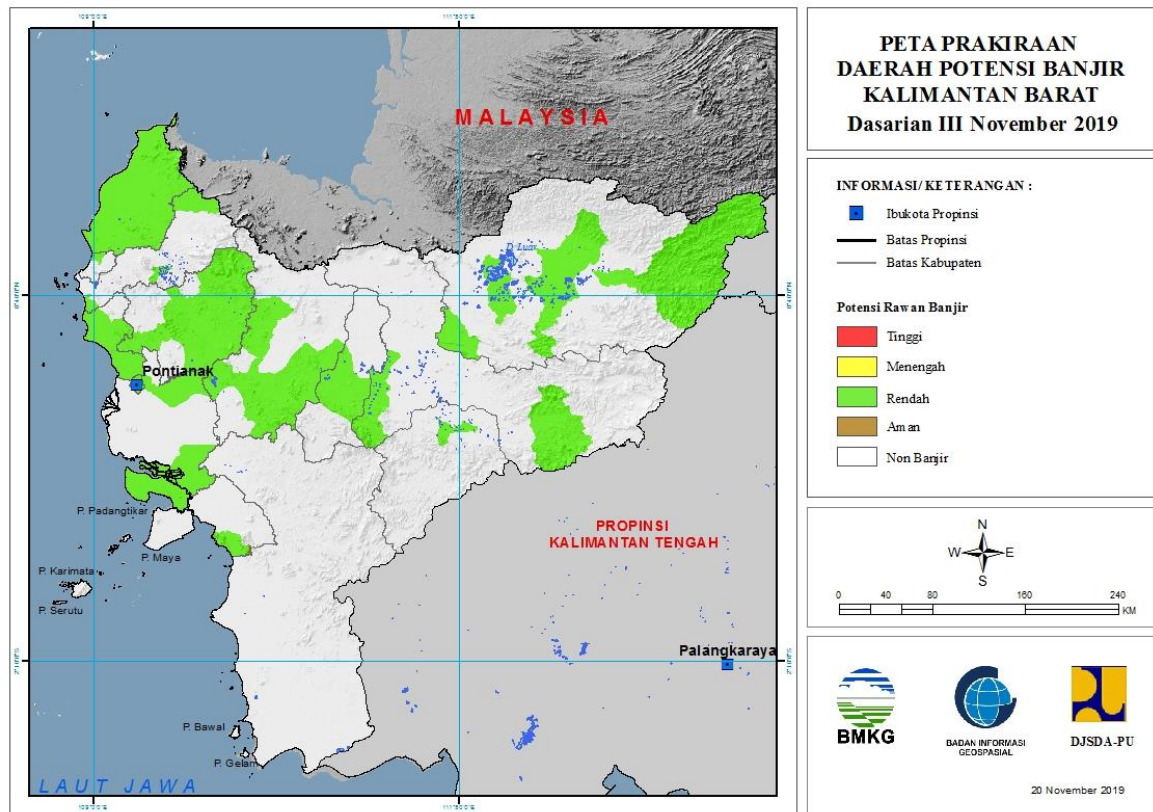 PETA PRAKIRAAN
DAERAH POTENSI BANJIR
KALIMANTAN BARAT
Dasarian III November 2019
INFORMASI/ KETERANGAN :
Ibukota Propinsi
Batas Propinsi
Batas Kabupaten
Potensi Rawan Banjir
Tinggi
Menengah
Rendah
Aman
Non Banjir
N
W E
S
0 40 80 160 240
KM
BMKG
BADAN INFORMASI
GEOSPASIAL
DJSDA-PU
20 November 2019
MALAYSIA
D. Luar
Pontianak
P. Padangtikar
P. Maya
PROPINSI
KALIMANTAN TENGAH
P. Karimata
P. Serutu
Palangkaraya
P. Bawal
P. Gelam
LAUT JAWA